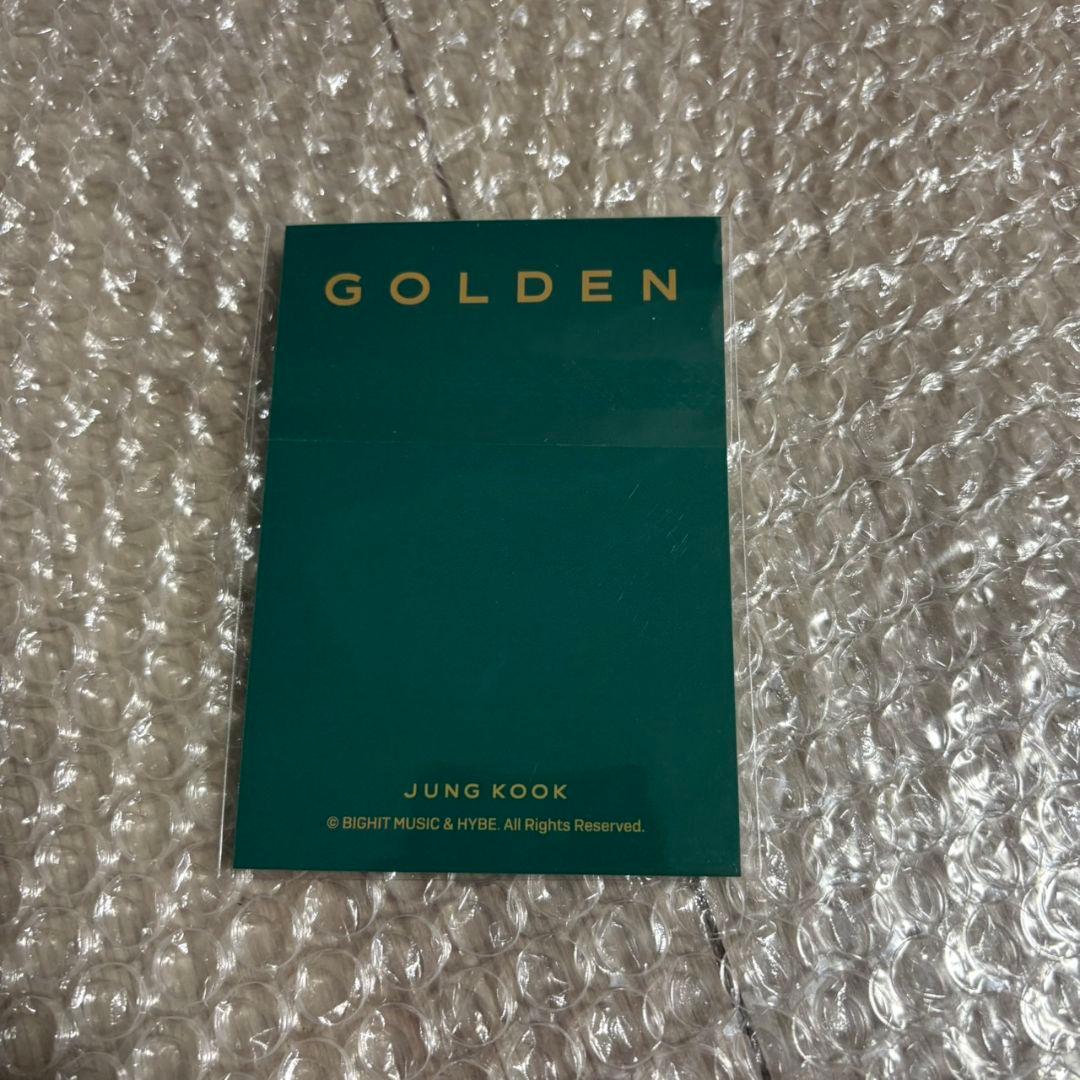 GOLDEN
JUNG KOOK
© BIGHIT MUSIC & HYBE. All Rights Reserved.